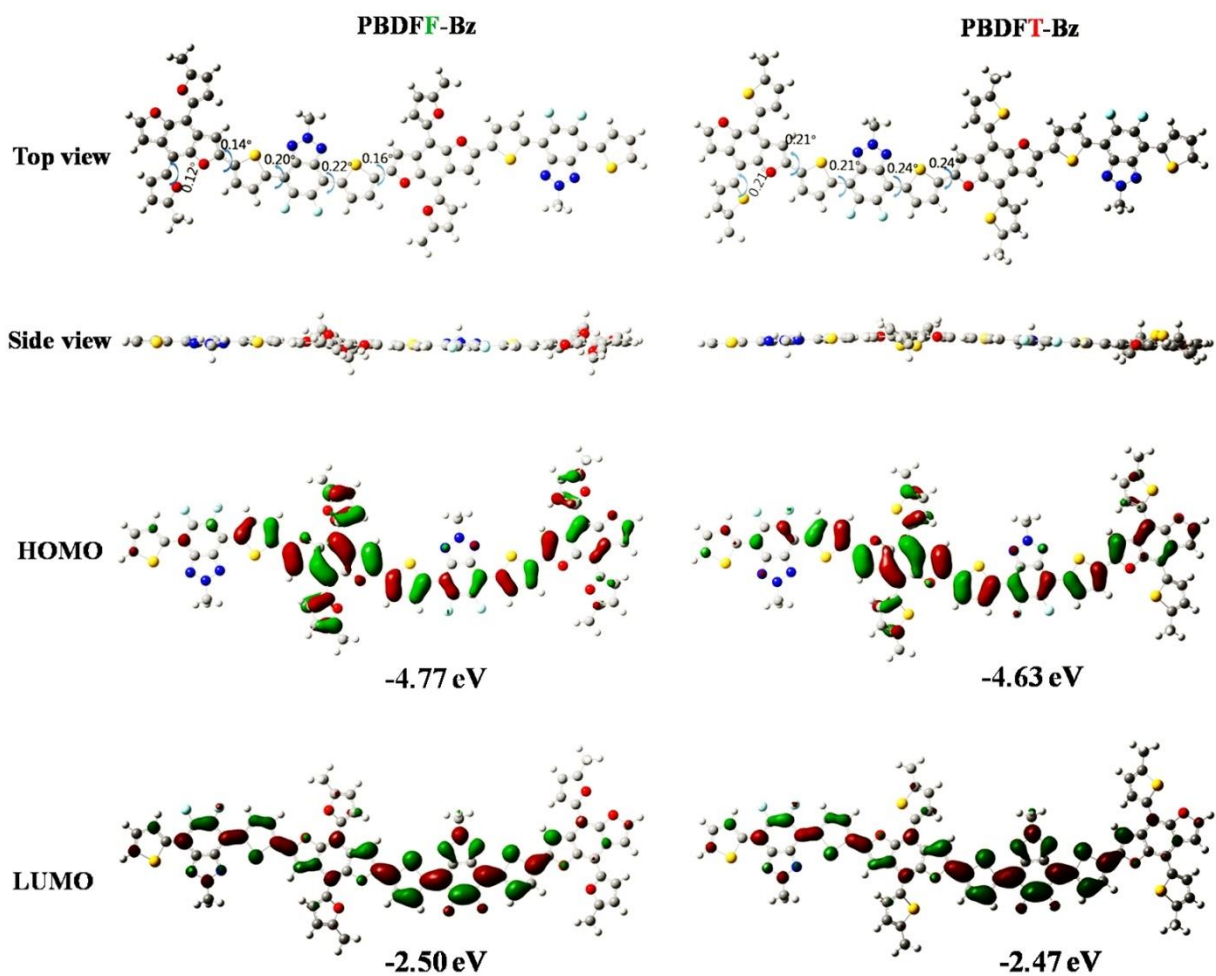 PBDFF-Bz PBDFT-Bz
Top view
0.14° 0.20° 0.22° 0.16° 0.12°
0.21° 0.21° 0.24° 0.24° 0.21
Side view
HOMO
-4.77 eV -4.63 eV
LUMO
-2.50 eV -2.47 eV